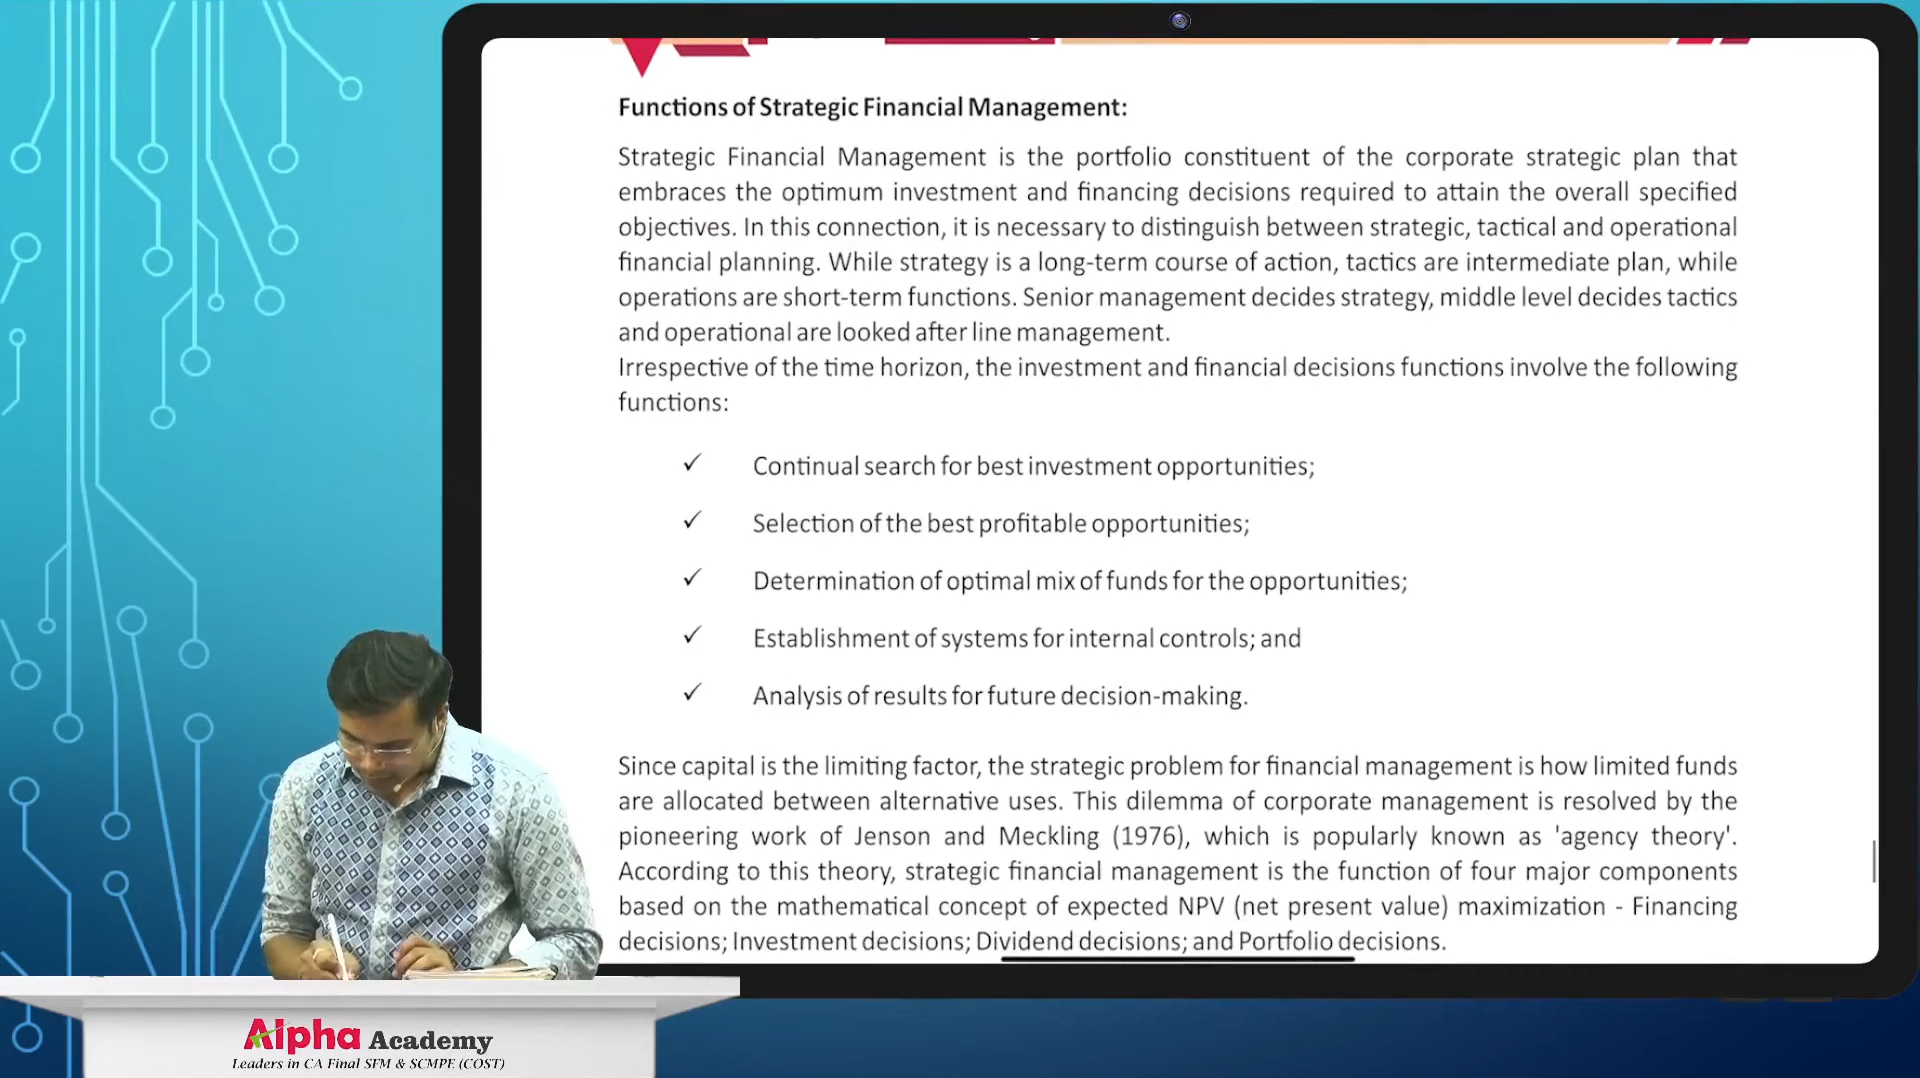 Functions of Strategic Financial Management:
Strategic Financial Management is the portfolio constituent of the corporate strategic plan that
embraces the optimum investment and financing decisions required to attain the overall specified
objectives. In this connection, it is necessary to distinguish between strategic, tactical and operational
financial planning. While strategy is a long-term course of action, tactics are intermediate plan, while
operations are short-term functions. Senior management decides strategy, middle level decides tactics
and operational are looked after line management.
Irrespective of the time horizon, the investment and financial decisions functions involve the following
functions:
✓ Continual search for best investment opportunities;
✓ Selection of the best profitable opportunities;
✓ Determination of optimal mix of funds for the opportunities;
✓ Establishment of systems for internal controls; and
✓ Analysis of results for future decision-making.
Since capital is the limiting factor, the strategic problem for financial management is how limited funds
are allocated between alternative uses. This dilemma of corporate management is resolved by the
pioneering work of Jenson and Meckling (1976), which is popularly known as 'agency theory'.
According to this theory, strategic financial management is the function of four major components
based on the mathematical concept of expected NPV (net present value) maximization - Financing
decisions; Investment decisions; Dividend decisions; and Portfolio decisions.
Alpha Academy
Leaders in CA Final SFM & SCMPE (COST)